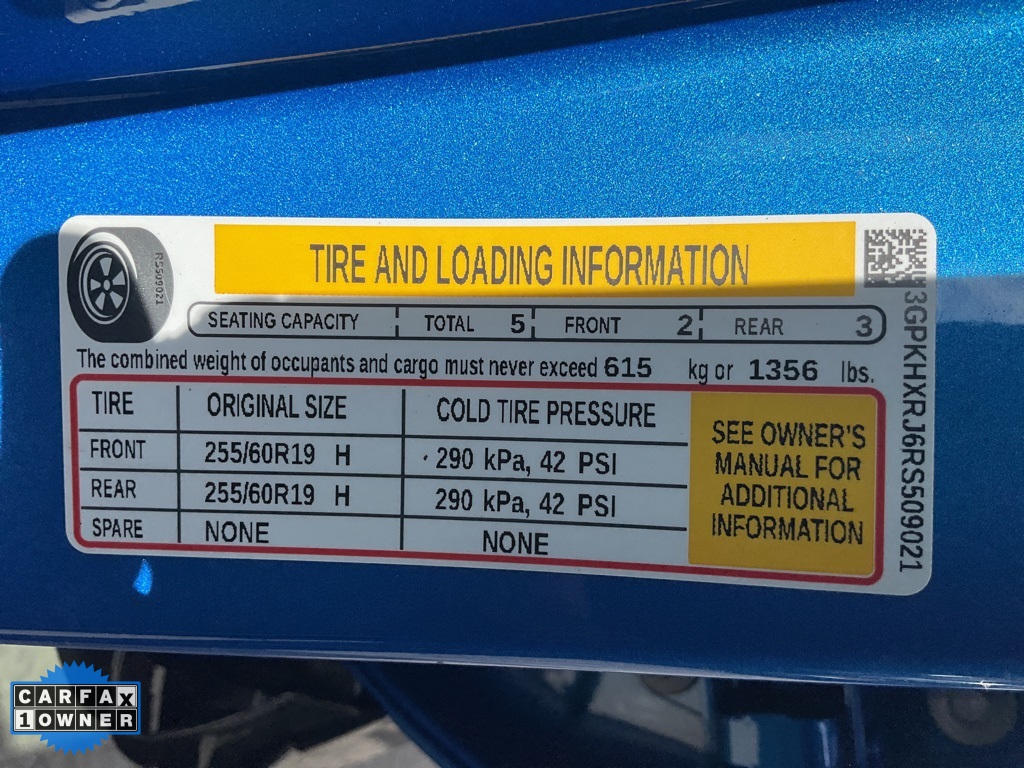 RS509021
TIRE AND LOADING INFORMATION
SEATING CAPACITY TOTAL 5 FRONT 2 REAR 3
The combined weight of occupants and cargo must never exceed 615 kg or 1356 lbs.
TIRE ORIGINAL SIZE COLD TIRE PRESSURE
FRONT 255/60R19 H 290 kPa, 42 PSI
REAR 255/60R19 H 290 kPa, 42 PSI
SPARE NONE NONE
SEE OWNER'S
MANUAL FOR
ADDITIONAL
INFORMATION
3GPKHXRJ6RS509021
CARFAX
1 OWNER